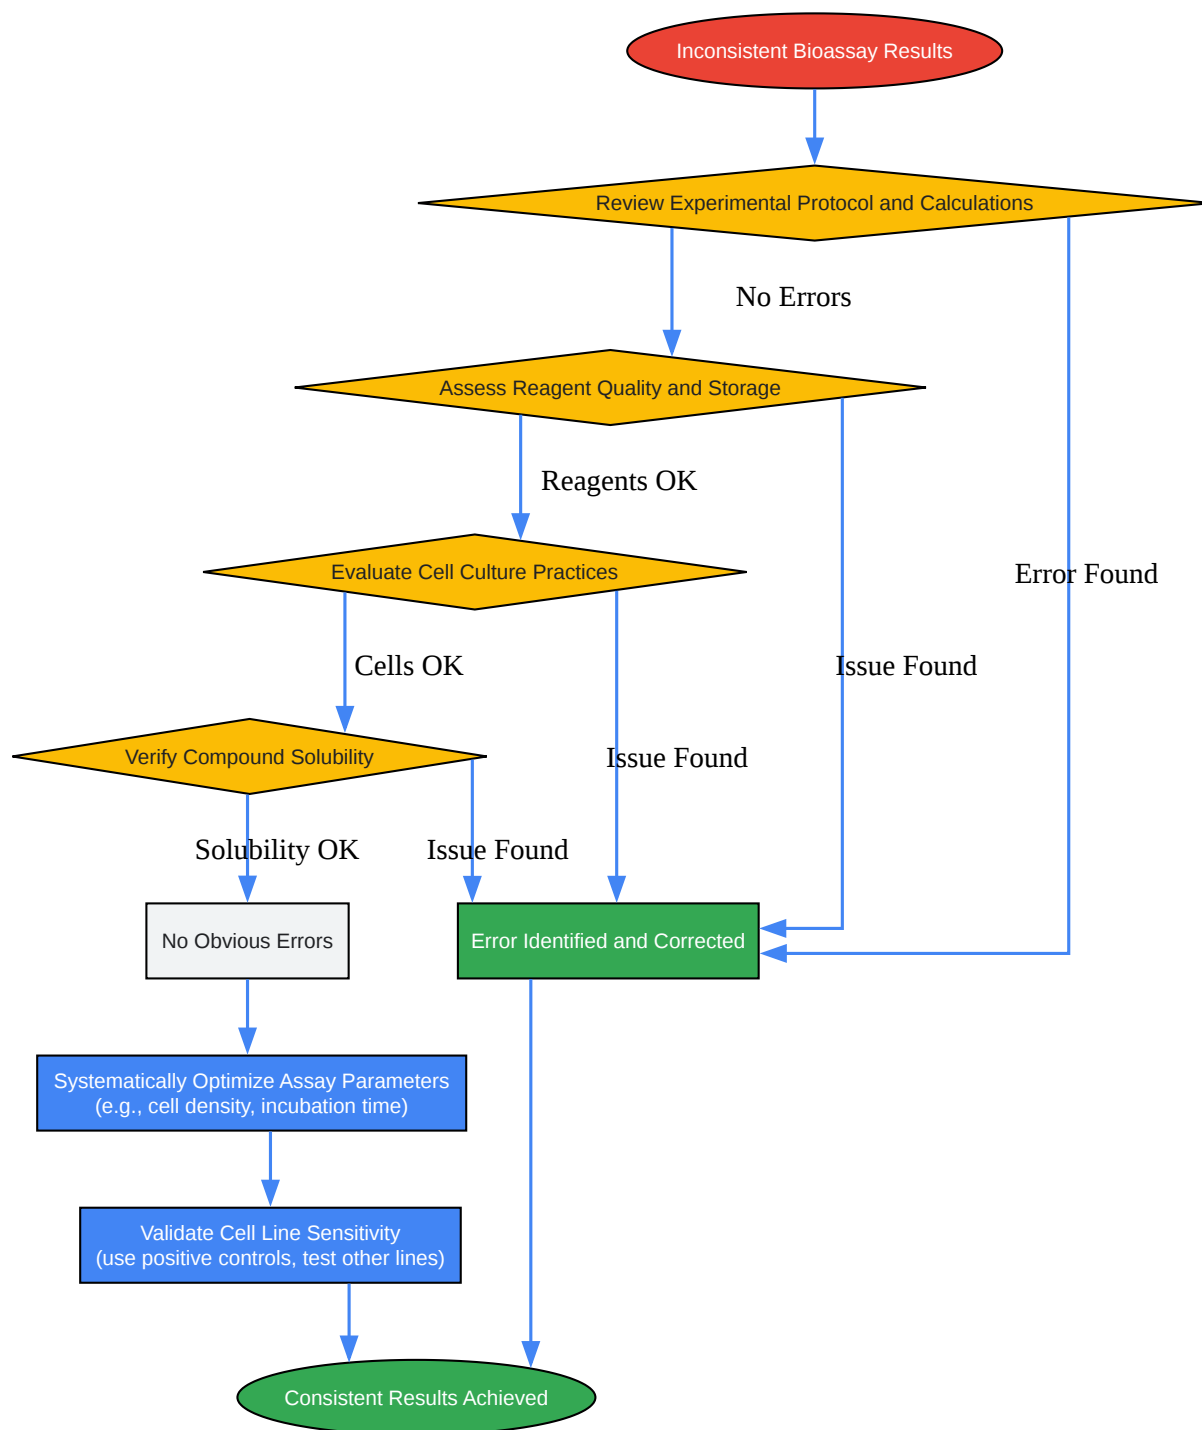 Inconsistent Bioassay Results
Review Experimental Protocol and Calculations
No Errors
Assess Reagent Quality and Storage
Reagents OK
Evaluate Cell Culture Practices
Error Found
Cells OK
Issue Found
Verify Compound Solubility
Issue Found
Solubility OK
Issue Found
No Obvious Errors
Error Identified and Corrected
Systematically Optimize Assay Parameters
(e.g., cell density, incubation time)
Validate Cell Line Sensitivity
(use positive controls, test other lines)
Consistent Results Achieved